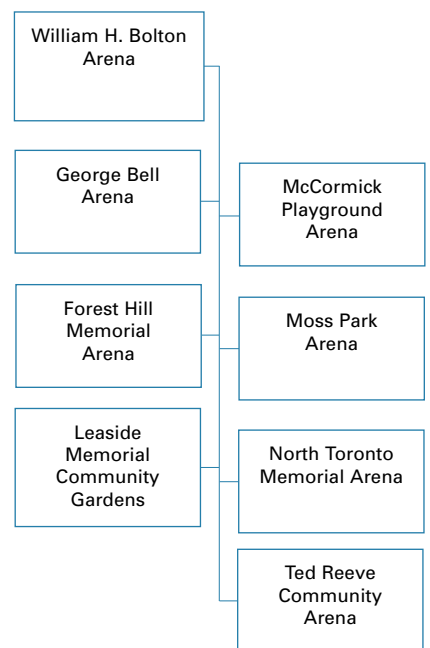 William H. Bolton
Arena
George Bell
Arena
McCormick
Playground
Arena
Forest Hill
Memorial
Arena
Moss Park
Arena
Leaside
Memorial
Community
Gardens
North Toronto
Memorial Arena
Ted Reeve
Community
Arena